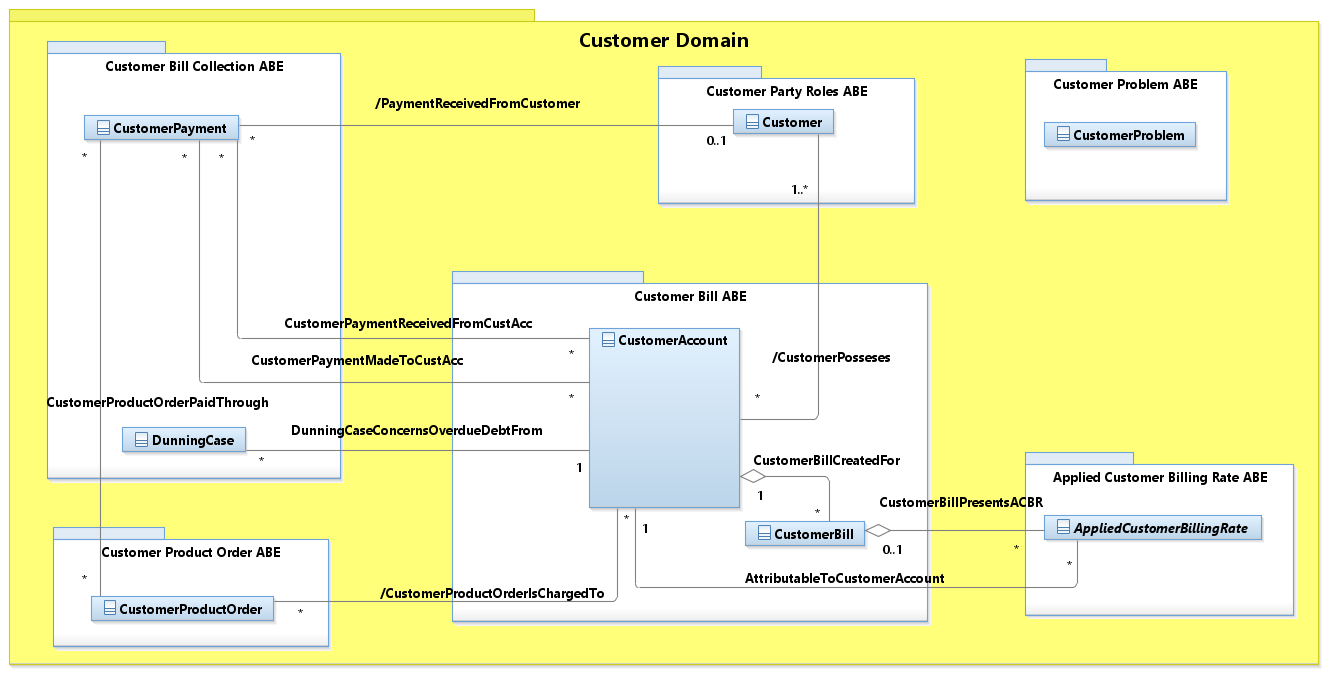 Customer Domain
Customer Bill Collection ABE
Customer Party Roles ABE
Customer Problem ABE
/PaymentReceivedFromCustomer
CustomerPayment
Customer
CustomerProblem
*
0..1
*
*
*
1..*
Customer Bill ABE
CustomerPaymentReceivedFromCustAcc
CustomerAccount
*
CustomerPaymentMadeToCustAcc
/CustomerPosseses
*
*
CustomerProductOrderPaidThrough
DunningCaseConcernsOverdueDebtFrom
DunningCase
*
1
CustomerBillCreatedFor
Applied Customer Billing Rate ABE
1
CustomerBillPresentsACBR
*
*
1
CustomerBill
AppliedCustomerBillingRate
0..1
*
Customer Product Order ABE
*
*
AttributableToCustomerAccount
/CustomerProductOrderIsChargedTo
CustomerProductOrder
*